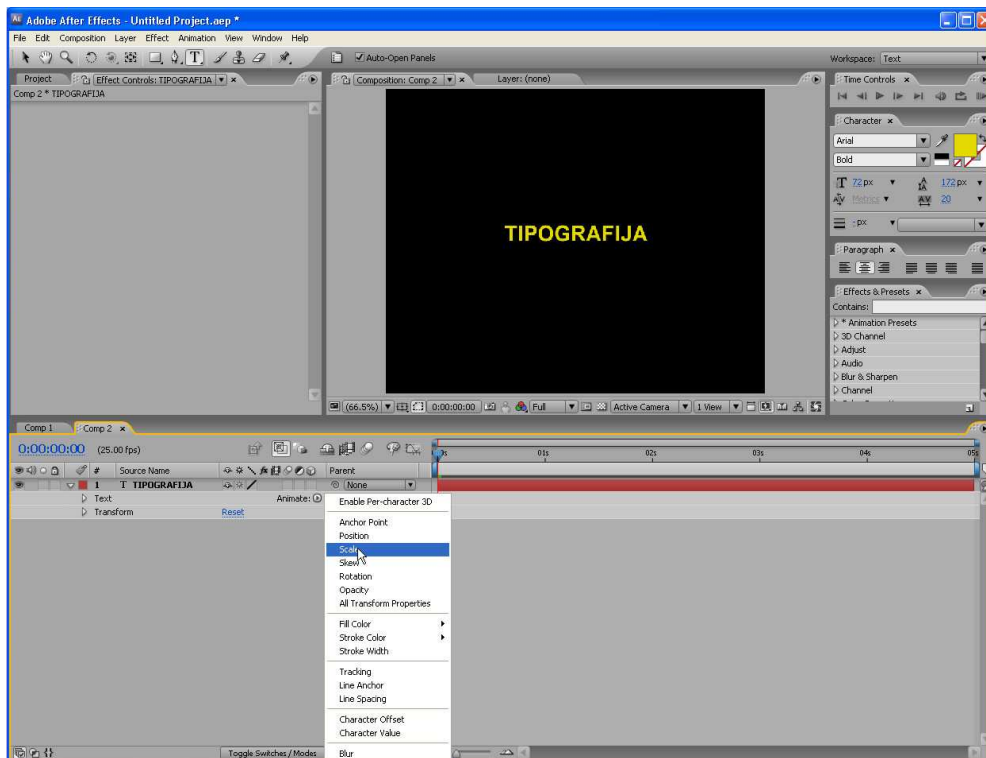 Adobe After Effects - Untitled Project.aep *
File Edit Composition Layer Effect Animation View Window Help
T Auto-Open Panels Workspace: Text
Project Effect Controls: TIPOGRAFIJA Composition: Comp 2 Layer: (none) Time Controls
Comp 2 * TIPOGRAFIJA
Character
Arial
Bold
T 72 px 172 px
AV Metrics AV 20
- px
TIPOGRAFIJA
Paragraph
Effects & Presets
Contains:
* Animation Presets
3D Channel
Adjust
Audio
Blur & Sharpen
Channel
(66.5%) 0:00:00:00 Full Active Camera 1 View
Comp 1 Comp 2
0:00:00:00 (25.00 fps) 01s 02s 03s 04s 05s
# Source Name Parent
1 T TIPOGRAFIJA None
Text Animate:
Transform Reset
Enable Per-character 3D
Anchor Point
Position
Scale
Skew
Rotation
Opacity
All Transform Properties
Fill Color
Stroke Color
Stroke Width
Tracking
Line Anchor
Line Spacing
Character Offset
Character Value
Blur
Toggle Switches / Modes